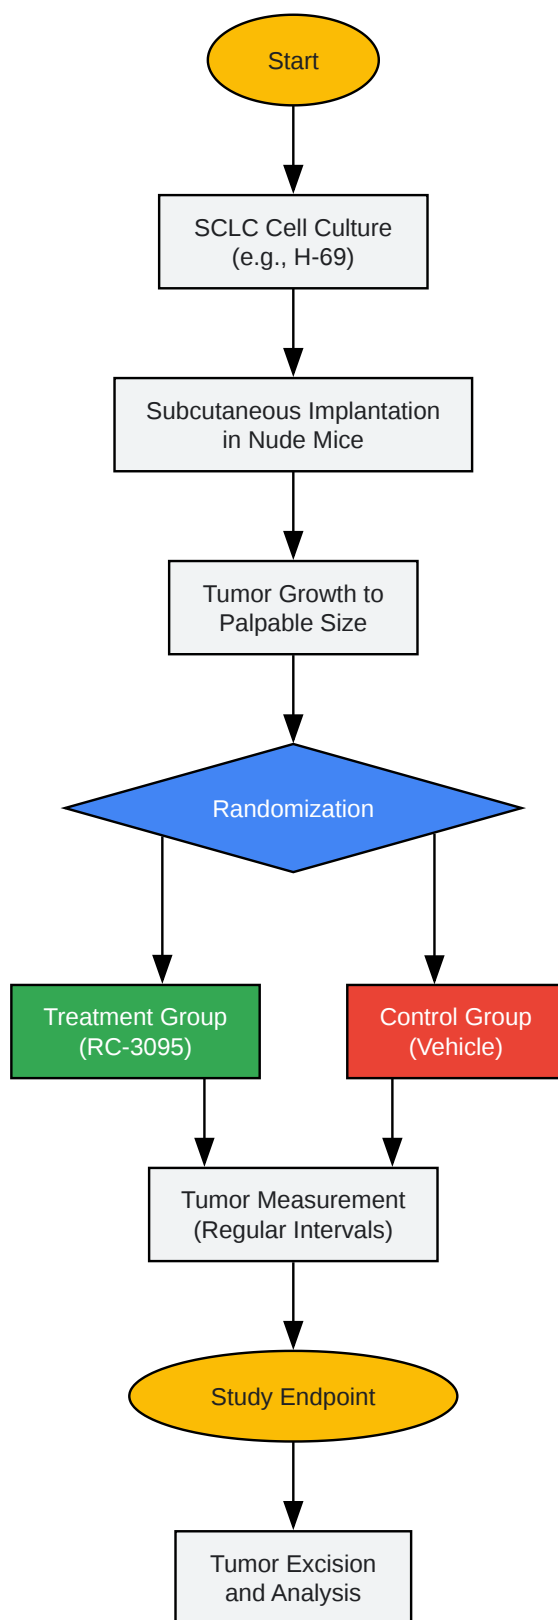 Start
SCLC Cell Culture
(e.g., H-69)
Subcutaneous Implantation
in Nude Mice
Tumor Growth to
Palpable Size
Randomization
Treatment Group
(RC-3095)
Control Group
(Vehicle)
Tumor Measurement
(Regular Intervals)
Study Endpoint
Tumor Excision
and Analysis